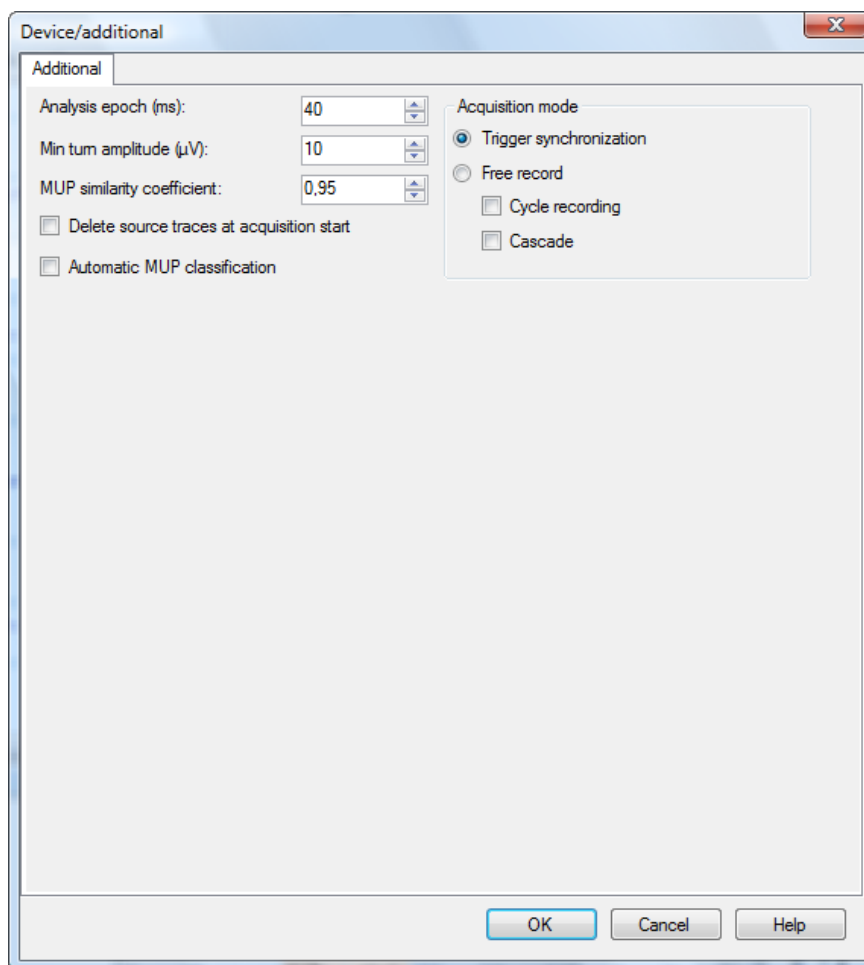 Device/additional
Additional
Analysis epoch (ms): 40
Min turn amplitude (µV): 10
MUP similarity coefficient: 0,95
Delete source traces at acquisition start
Automatic MUP classification
Acquisition mode
Trigger synchronization
Free record
Cycle recording
Cascade
OK Cancel Help